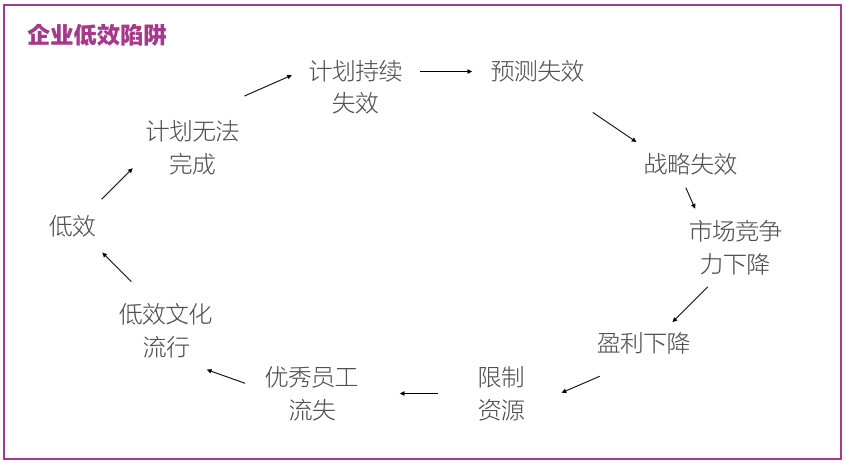 企业低效陷阱
计划持续
失效
预测失效
计划无法
完成
战略失效
低效
市场竞争
力下降
低效文化
流行
盈利下降
优秀员工
流失
限制
资源